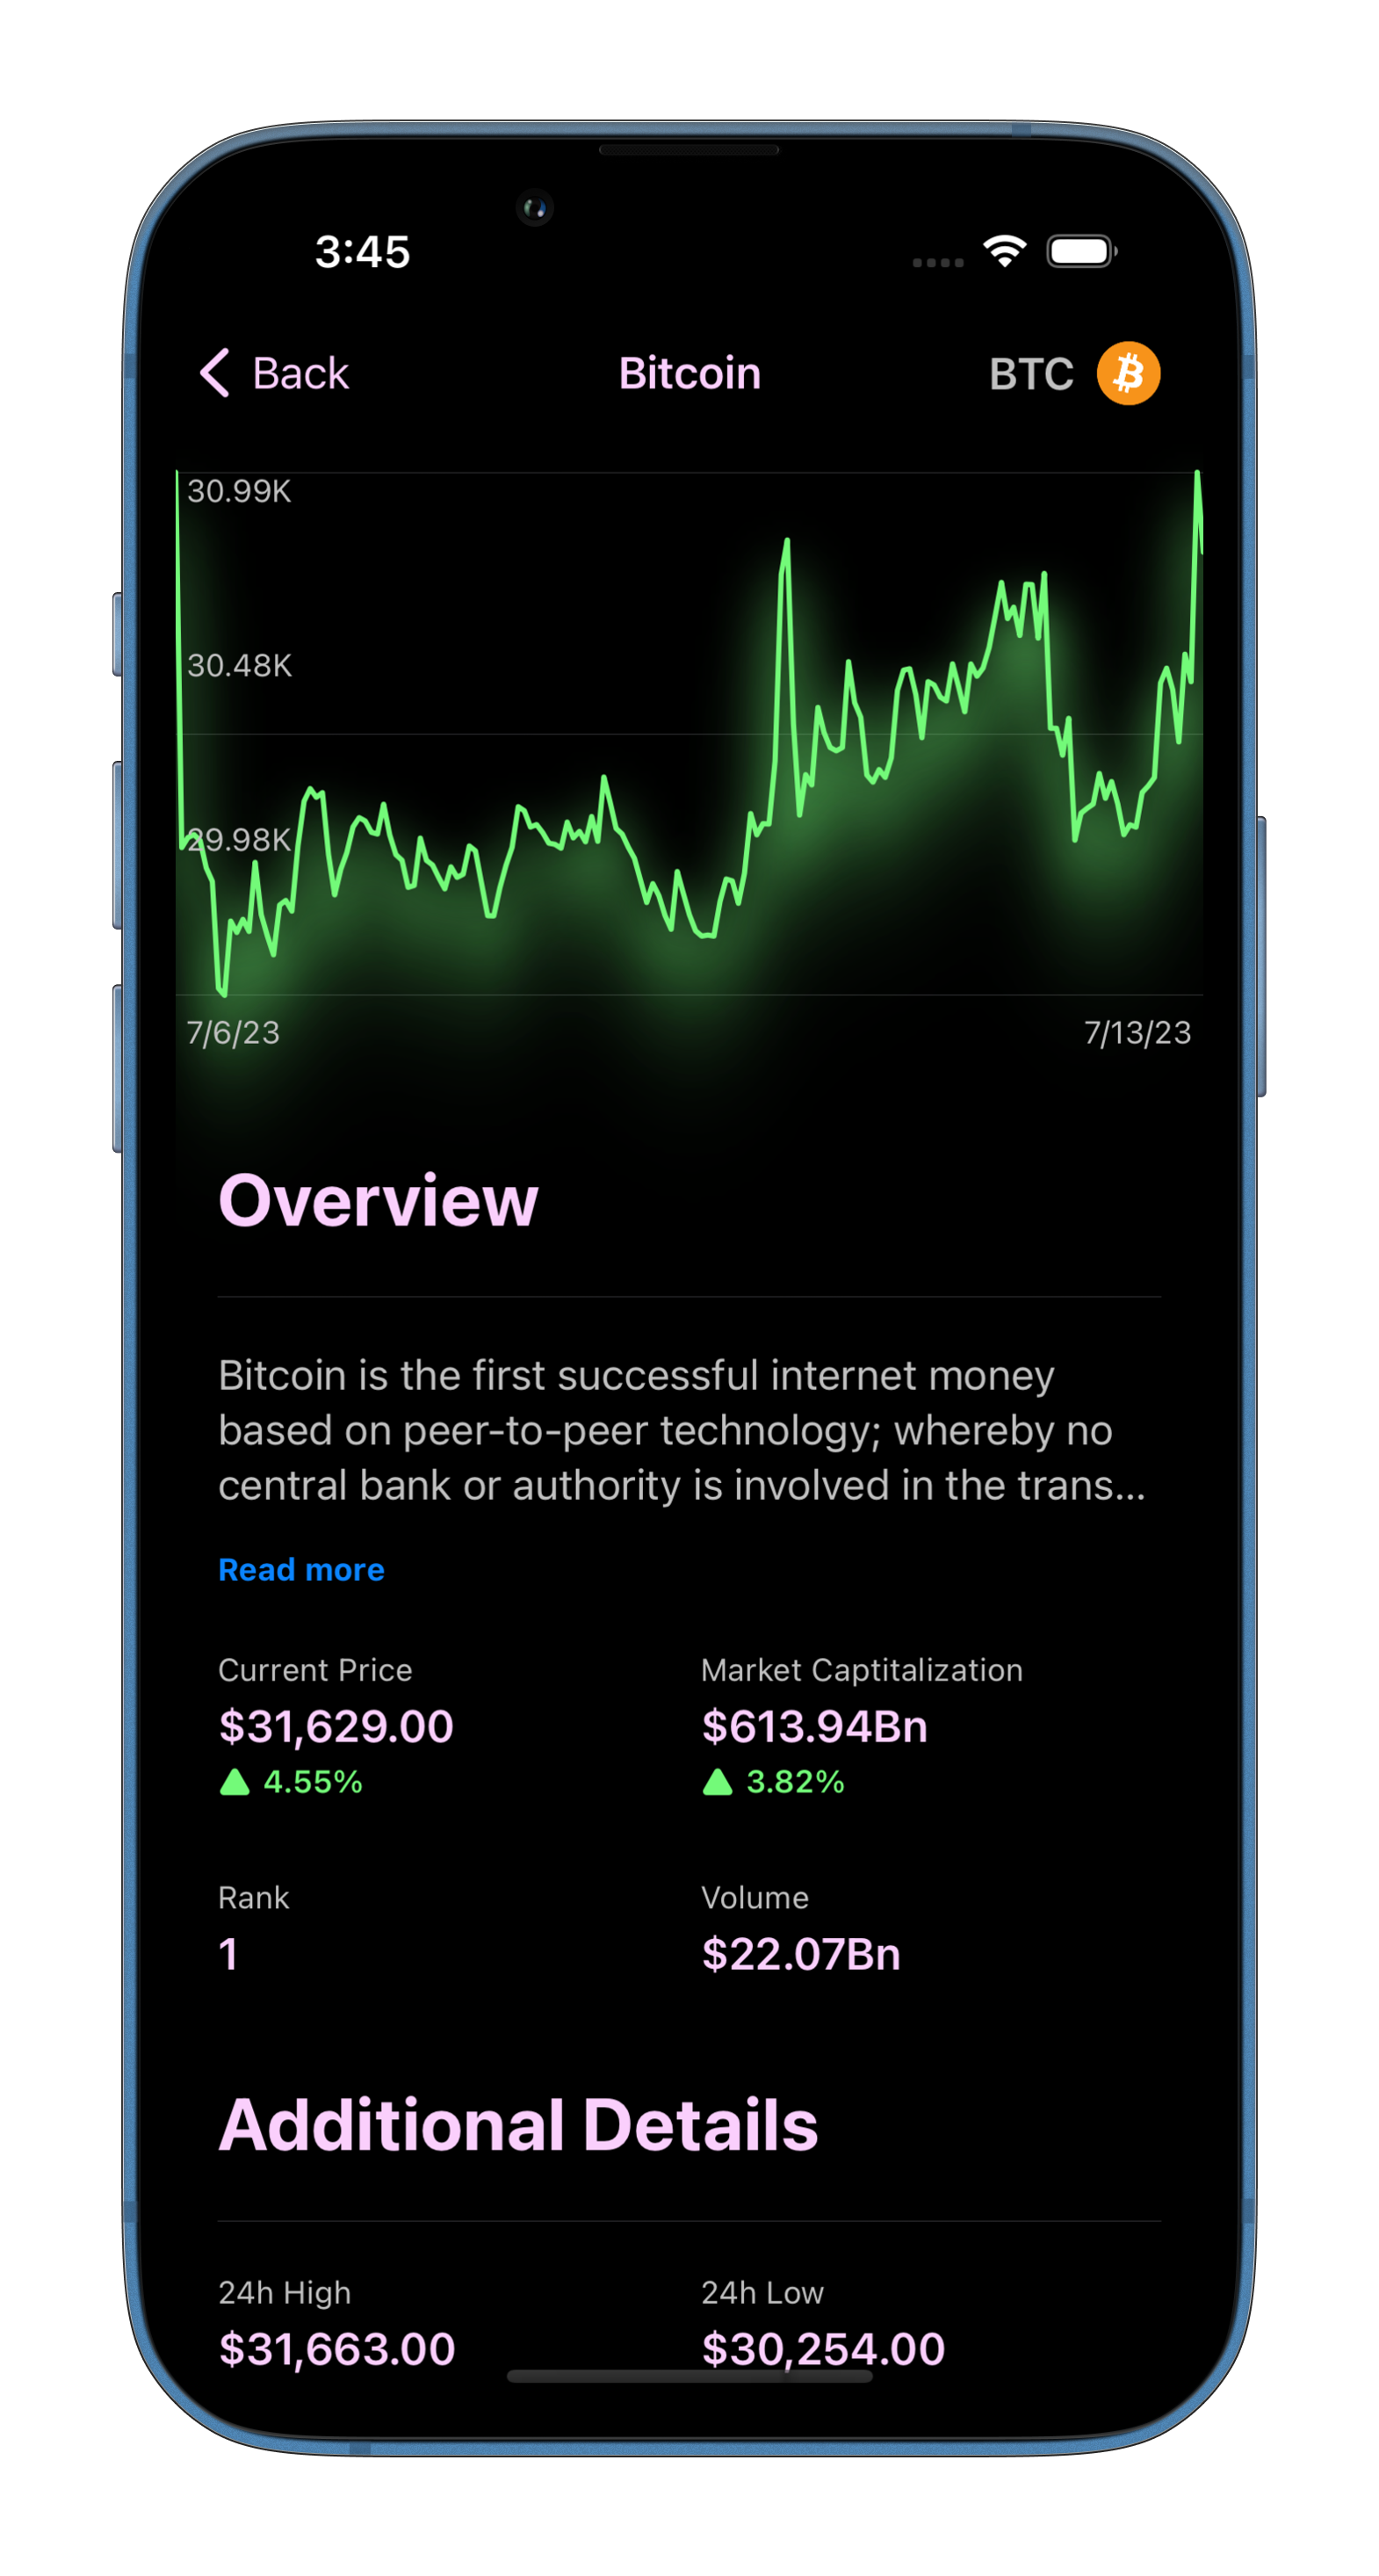 3:45
Back
Bitcoin
BTC
30.99K
30.48K
29.98K
7/6/23
7/13/23
Overview
Bitcoin is the first successful internet money
based on peer-to-peer technology; whereby no
central bank or authority is involved in the trans...
Read more
Current Price
Market Captitalization
$31,629.00
$613.94Bn
4.55%
3.82%
Rank
Volume
1
$22.07Bn
Additional Details
24h High
24h Low
$31,663.00
$30,254.00